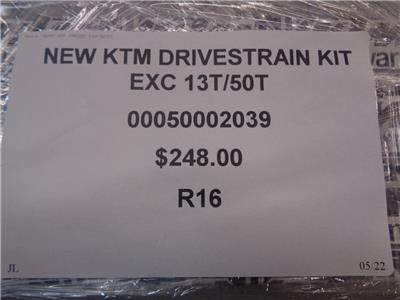 NEW KTM DRIVESTRAIN KIT
EXC 13T/50T
00050002039
$248.00
R16
JL 05/22